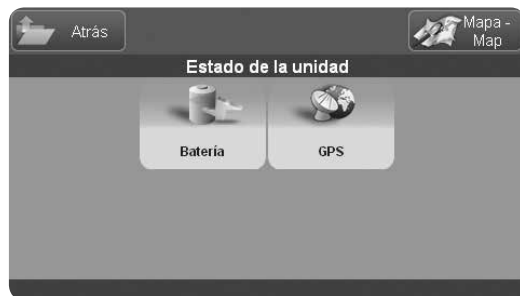 Atrás
Mapa -
Map
Estado de la unidad
Batería
GPS